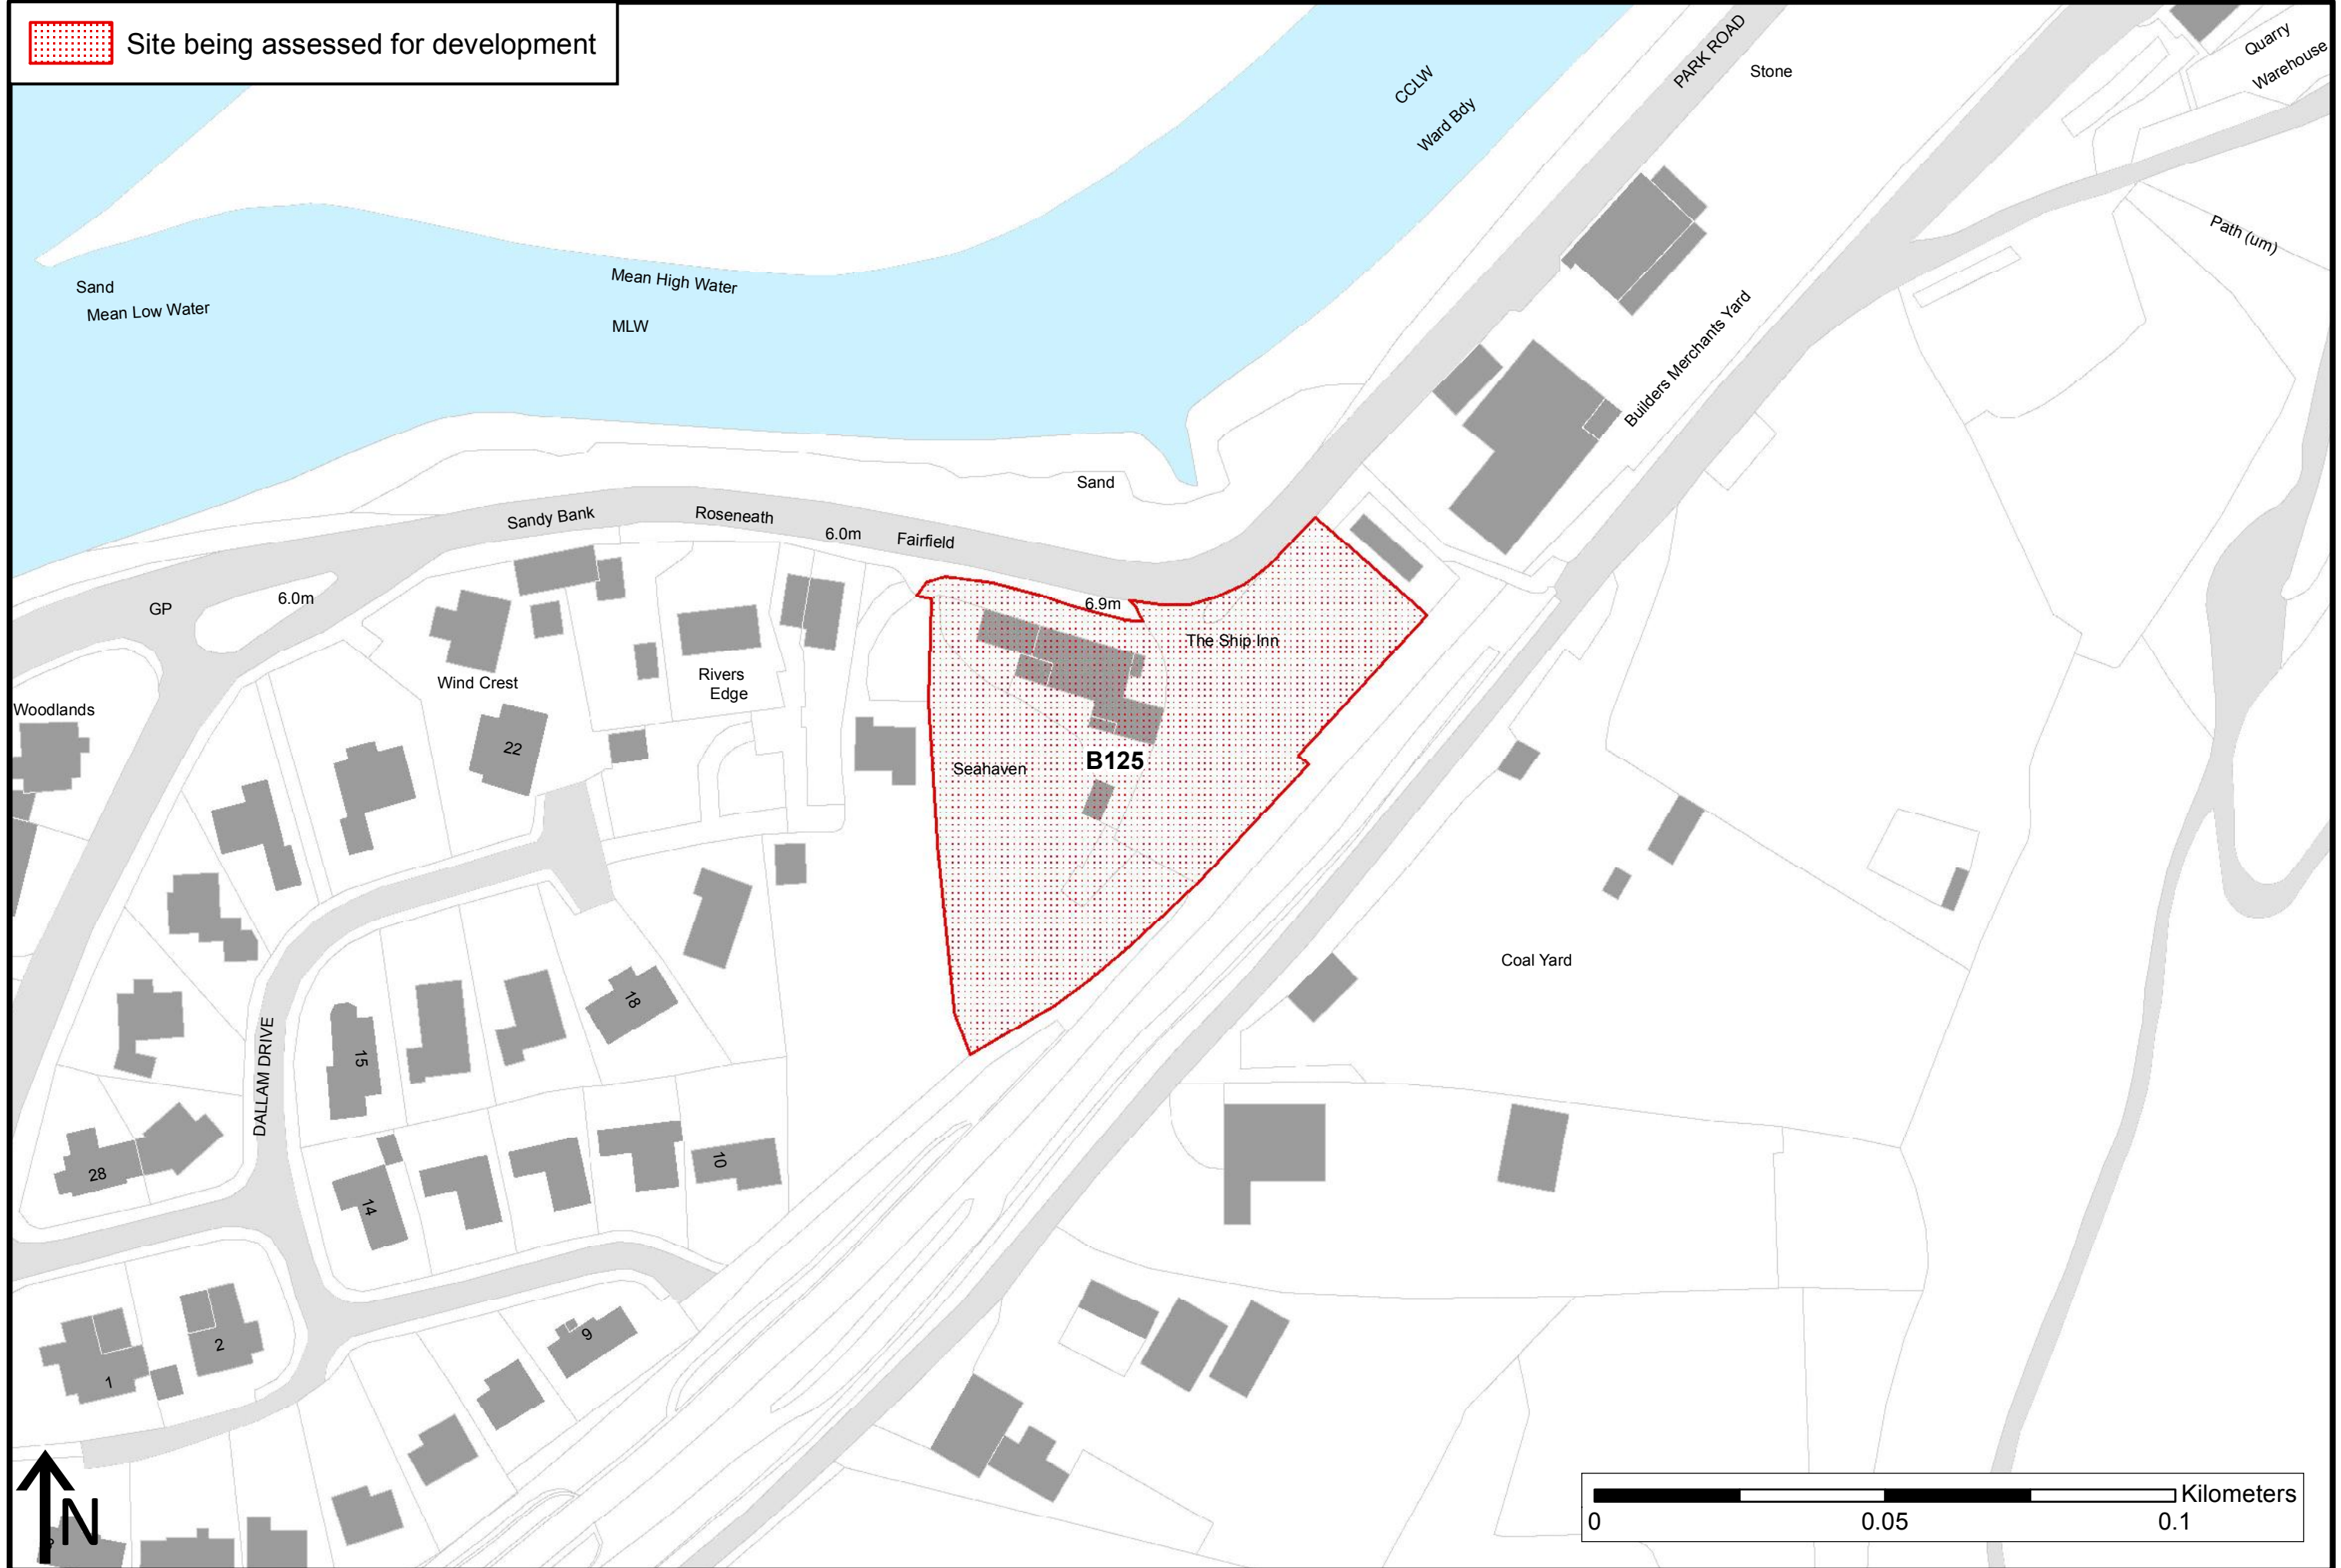 Site being assessed for development
PARK ROAD
Stone
Quarry
Warehouse
CCLW
Ward Bdy
Path (um)
Sand
Mean Low Water
Mean High Water
MLW
Builders Merchants Yard
Sand
Sandy Bank
Roseneath
6.0m
Fairfield
GP
6.0m
6.9m
The Ship Inn
Wind Crest
Rivers
Edge
Woodlands
22
B125
Seahaven
Coal Yard
18
15
DALLAM DRIVE
28
10
14
9
2
1
N
Kilometers
0
0.05
0.1